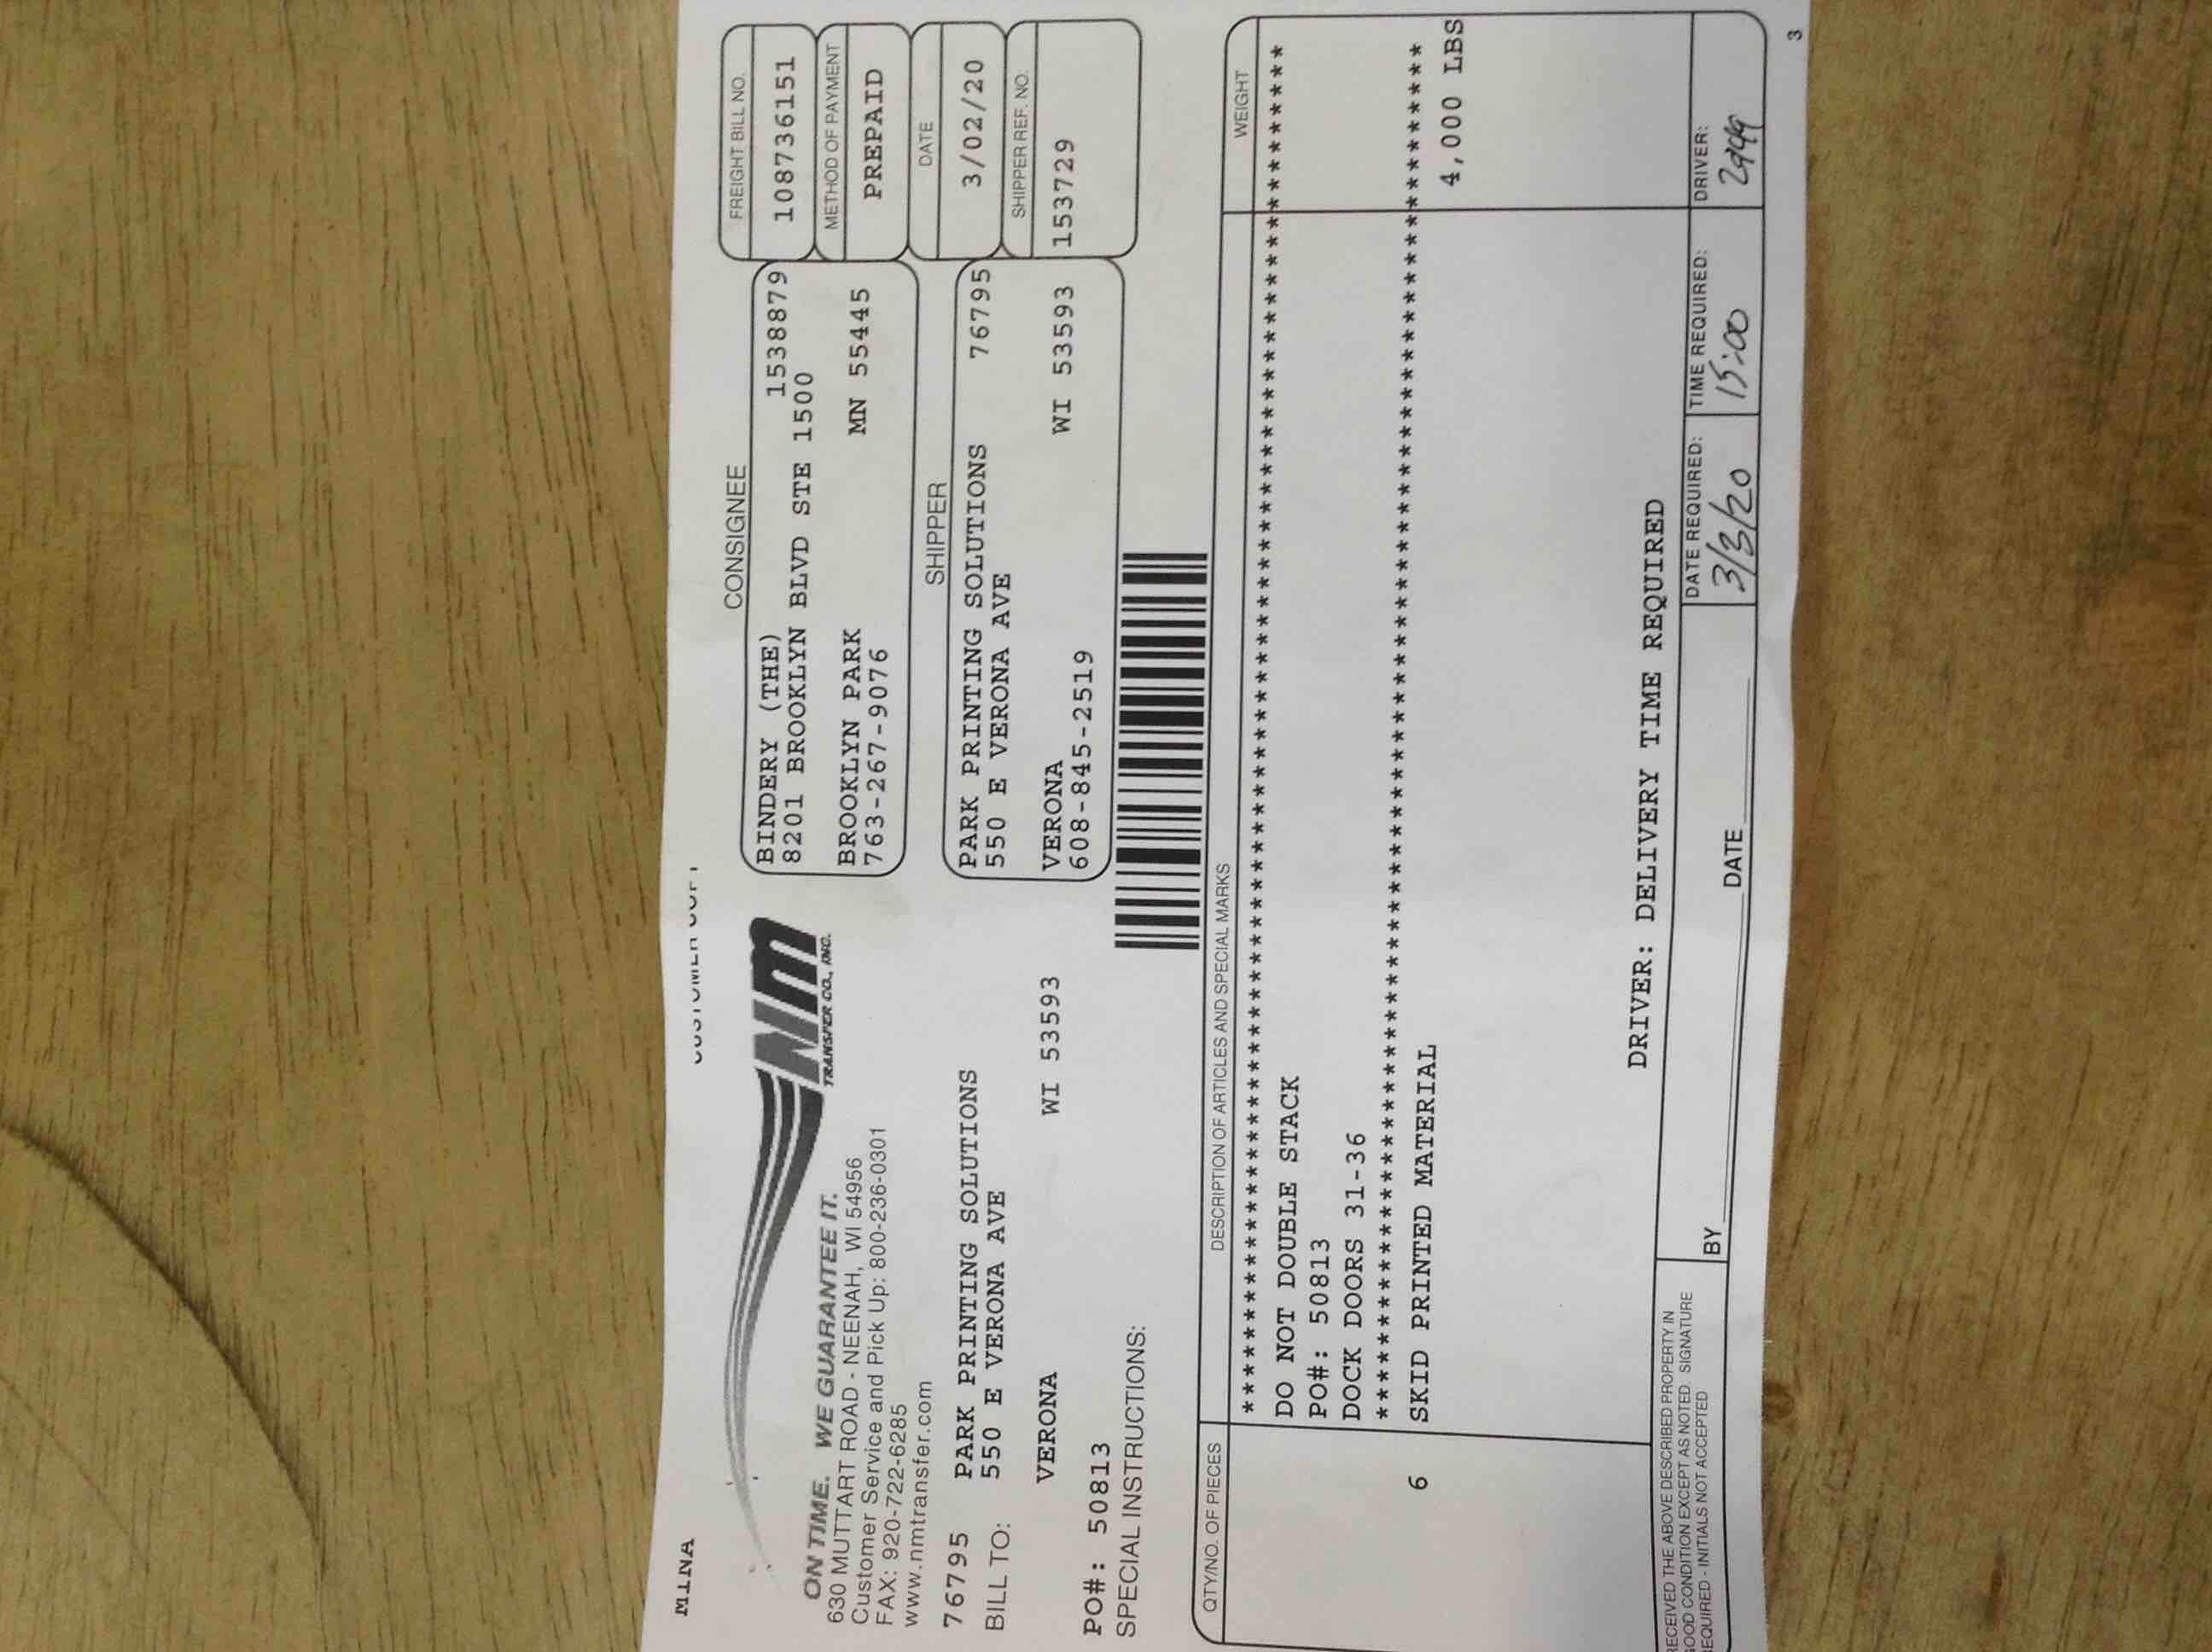 MINA
CUSTOMER COPY
Nm
TRANSFER CO., INC.
ON TIME. WE GUARANTEE IT.
630 MUTTART ROAD - NEENAH, WI 54956
Customer Service and Pick Up: 800-236-0301
FAX: 920-722-6285
www.nmtransfer.com
76795 PARK PRINTING SOLUTIONS
BILL TO: 550 E VERONA AVE
VERONA WI 53593
PO#: 50813
SPECIAL INSTRUCTIONS:
CONSIGNEE
BINDERY (THE) 1538879
8201 BROOKLYN BLVD STE 1500
BROOKLYN PARK MN 55445
763-267-9076
SHIPPER
PARK PRINTING SOLUTIONS 76795
550 E VERONA AVE
VERONA WI 53593
608-845-2519
FREIGHT BILL NO.
108736151
METHOD OF PAYMENT
PREPAID
DATE
3/02/20
SHIPPER REF. NO.
153729
QTY/NO. OF PIECES DESCRIPTION OF ARTICLES AND SPECIAL MARKS WEIGHT
DO NOT DOUBLE STACK
PO#: 50813
DOCK DOORS 31-36
6 SKID PRINTED MATERIAL 4,000 LBS
DRIVER: DELIVERY TIME REQUIRED
RECEIVED THE ABOVE DESCRIBED PROPERTY IN
GOOD CONDITION EXCEPT AS NOTED. SIGNATURE
REQUIRED - INITIALS NOT ACCEPTED
BY DATE
DATE REQUIRED: TIME REQUIRED: DRIVER:
3/3/20 15:00
3